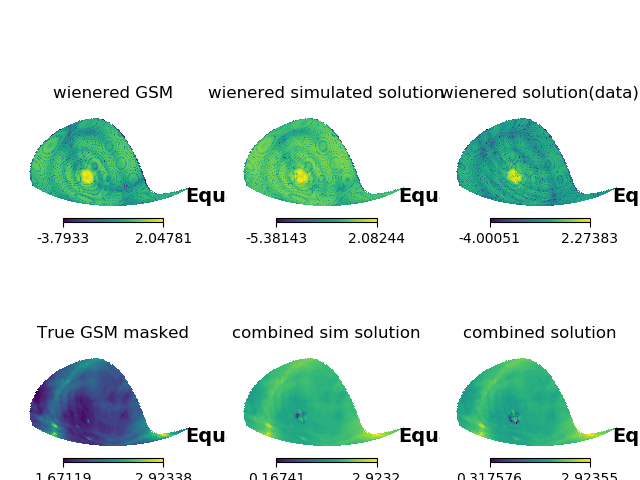 wienered GSM
wienered simulated solution
wienered solution(data)
Equ
Equ
Eq
-3.7933 2.04781
-5.38143 2.08244
-4.00051 2.27383
True GSM masked
combined sim solution
combined solution
Equ
Equ
Eq
1.67119 2.92338
0.16741 2.9232
0.317576 2.92355